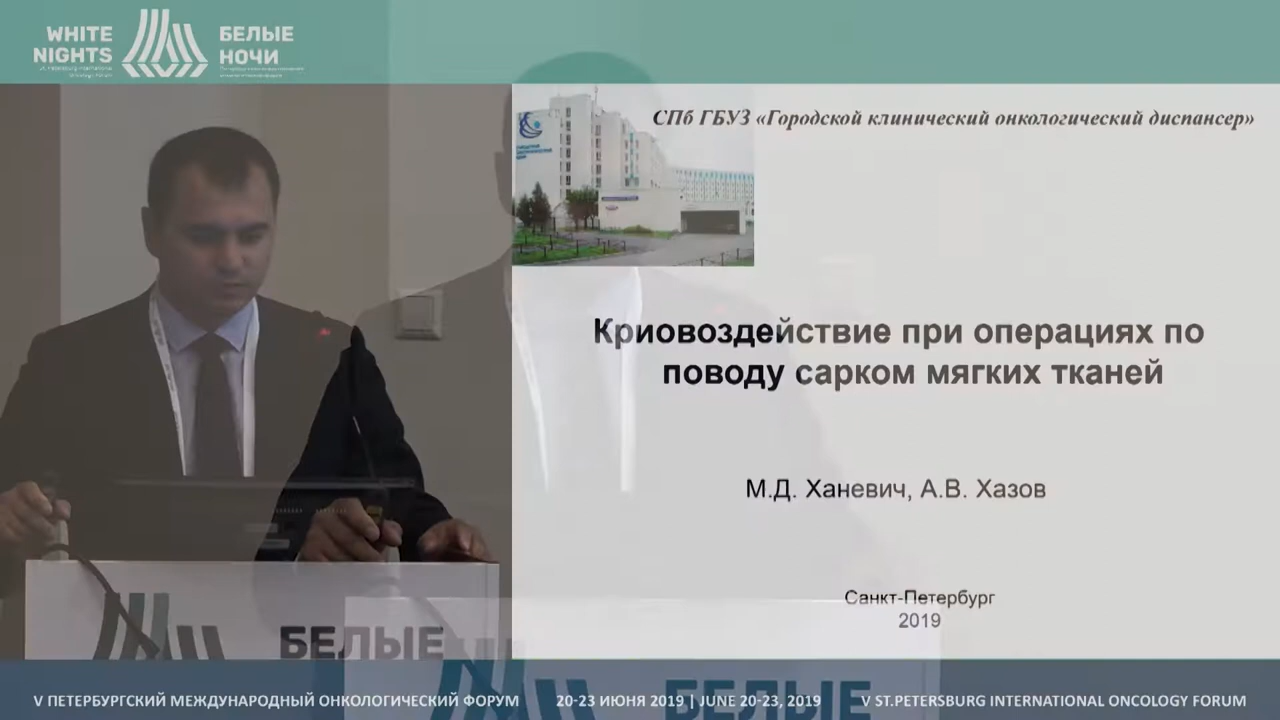 WHITE
NIGHTS
БЕЛЫЕ
НОЧИ
СПб ГБУЗ «Городской клинический онкологический диспансер»
Криовоздействие при операциях по
поводу сарком мягких тканей
М.Д. Ханевич, А.В. Хазов
Санкт-Петербург
2019
БЕЛЫЕ
БЕЛЫЕ
V ПЕТЕРБУРГСКИЙ МЕЖДУНАРОДНЫЙ ОНКОЛОГИЧЕСКИЙ ФОРУМ
20-23 ИЮНЯ 2019 | JUNE 20-23, 2019
V ST.PETERSBURG INTERNATIONAL ONCOLOGY FORUM